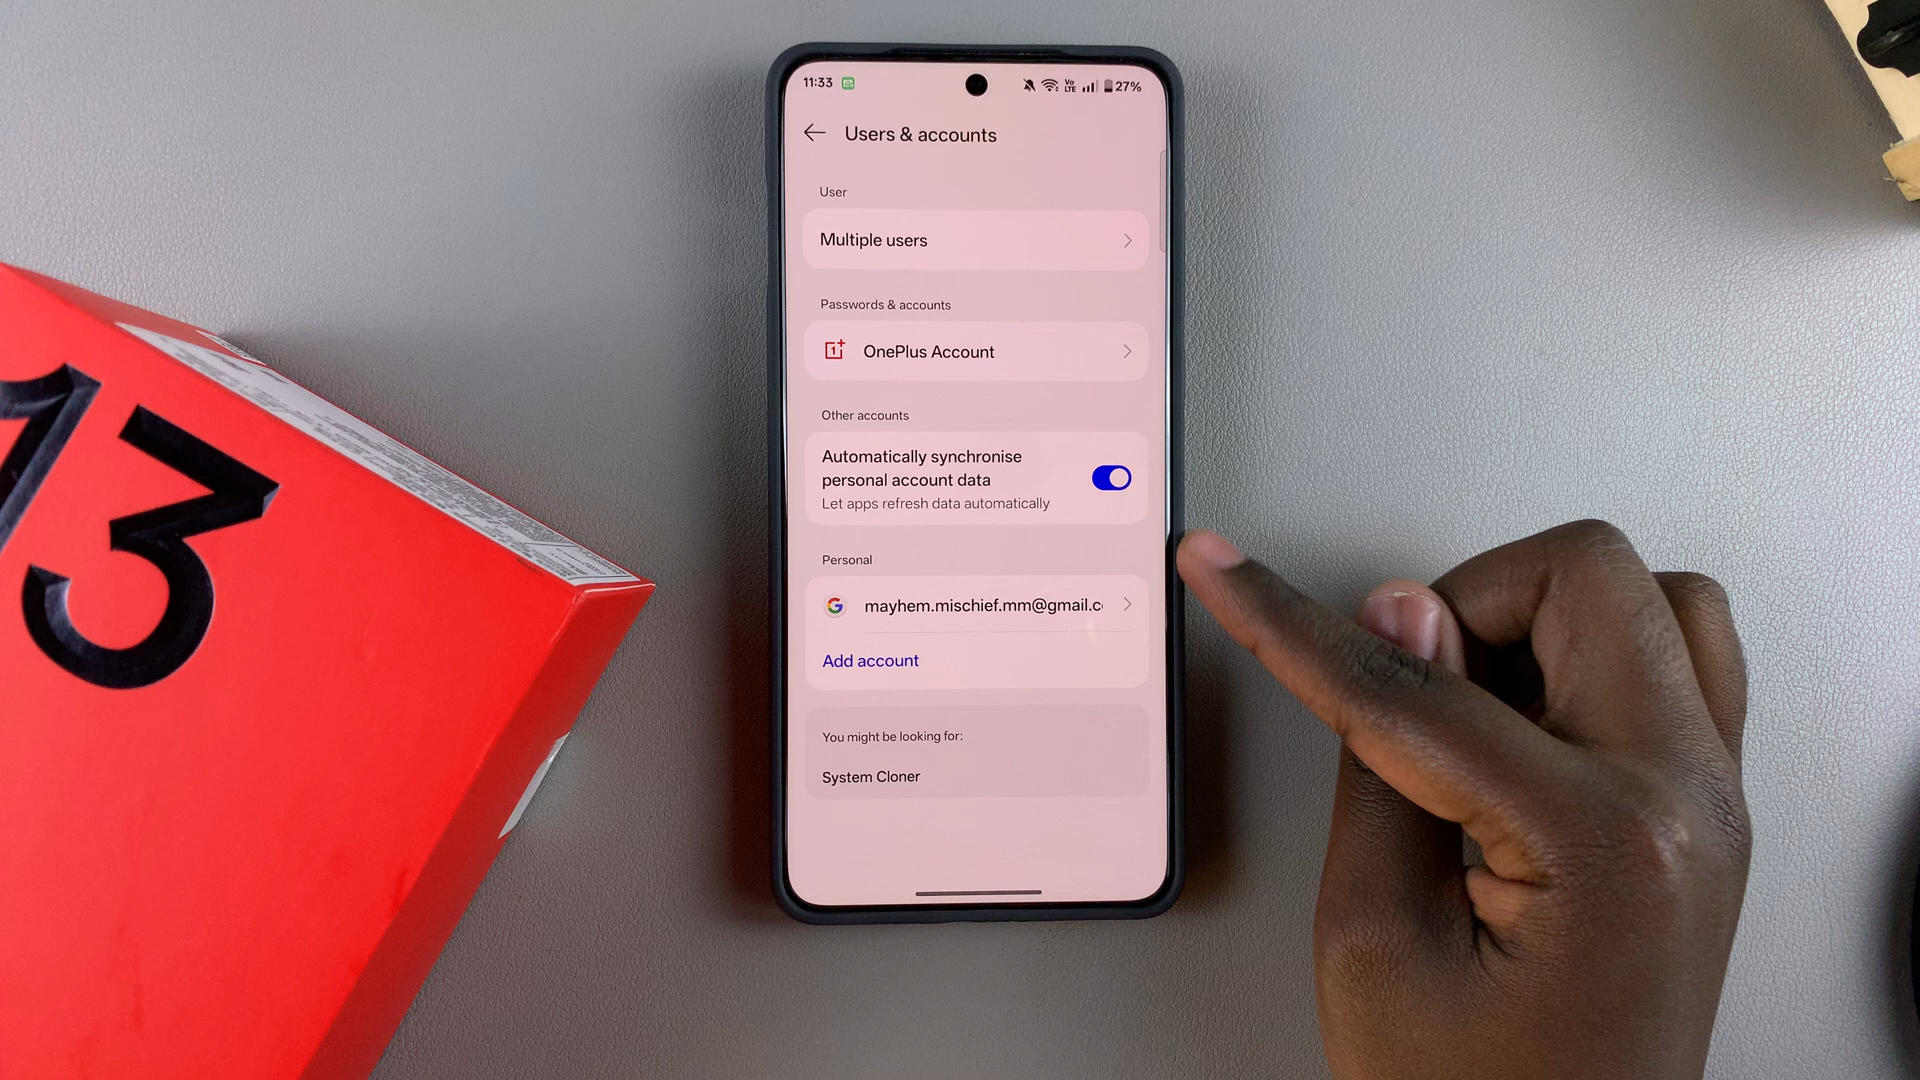 11:33
Vo
LTE
27%
Users & accounts
User
Multiple users
Passwords & accounts
OnePlus Account
Other accounts
Automatically synchronise
personal account data
Let apps refresh data automatically
Personal
mayhem.mischief.mm@gmail.c
Add account
You might be looking for:
System Cloner
13